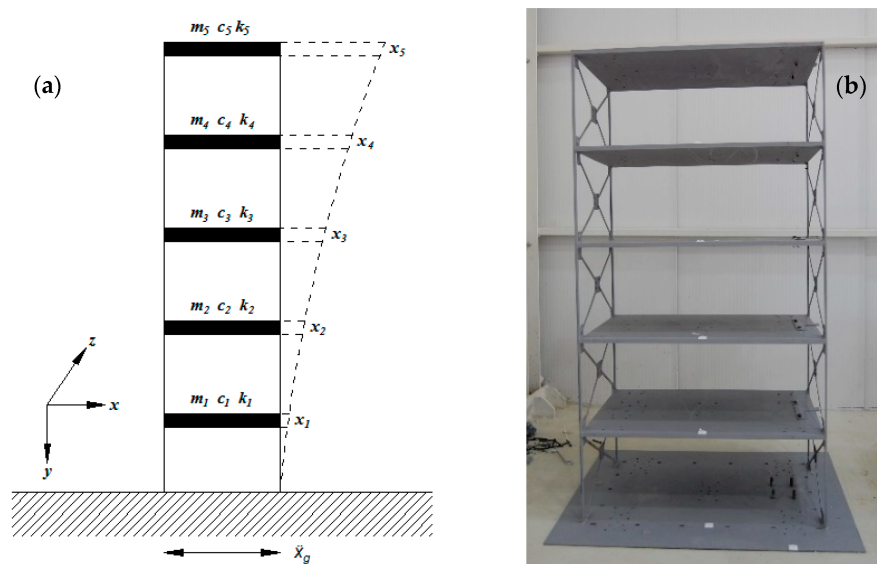 (a)
m5 c5 k5
x5
m4 c4 k4
x4
m3 c3 k3
x3
m2 c2 k2
x2
m1 c1 k1
x1
z
x
y
ẍg
(b)